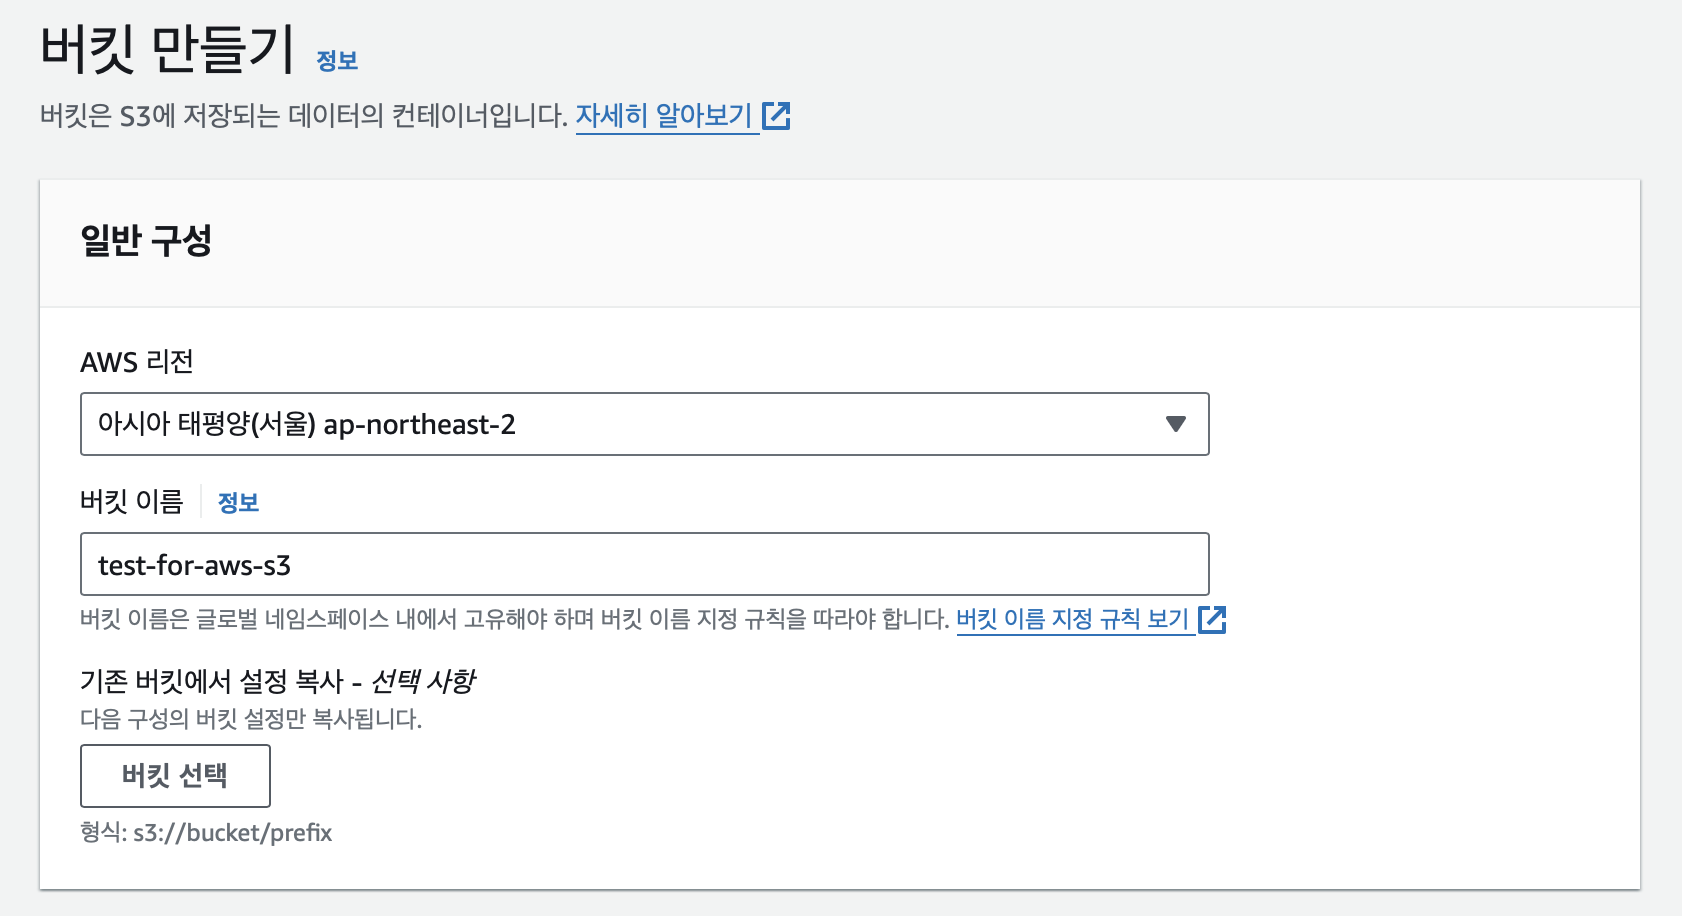 버킷 만들기 정보
버킷은 S3에 저장되는 데이터의 컨테이너입니다. 자세히 알아보기
일반 구성
AWS 리전
아시아 태평양(서울) ap-northeast-2
버킷 이름 정보
test-for-aws-s3
버킷 이름은 글로벌 네임스페이스 내에서 고유해야 하며 버킷 이름 지정 규칙을 따라야 합니다. 버킷 이름 지정 규칙 보기
기존 버킷에서 설정 복사 - 선택 사항
다음 구성의 버킷 설정만 복사됩니다.
버킷 선택
형식: s3://bucket/prefix